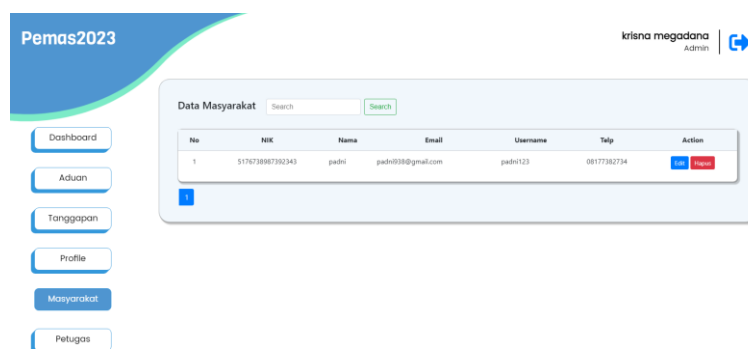 Pemas2023
krisna megadana
Admin
Data Masyarakat Search Search
No NIK Nama Email Username Telp Action
1 5176738987392343 padni padni938@gmail.com padni123 08177382734 Edit Hapus
1
Dashboard
Aduan
Tanggapan
Profile
Masyarakat
Petugas